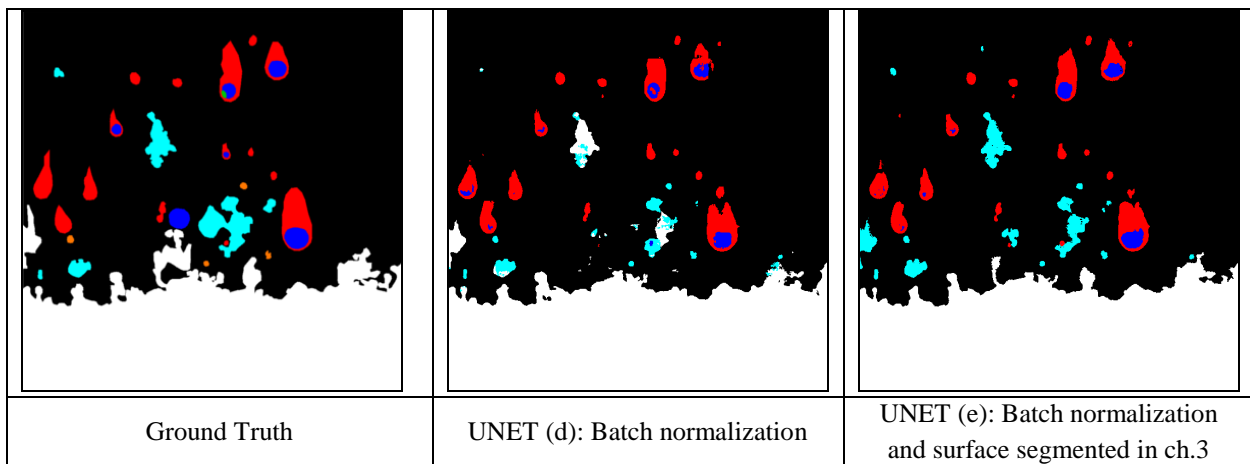 Ground Truth
UNET (d): Batch normalization
UNET (e): Batch normalization
and surface segmented in ch.3